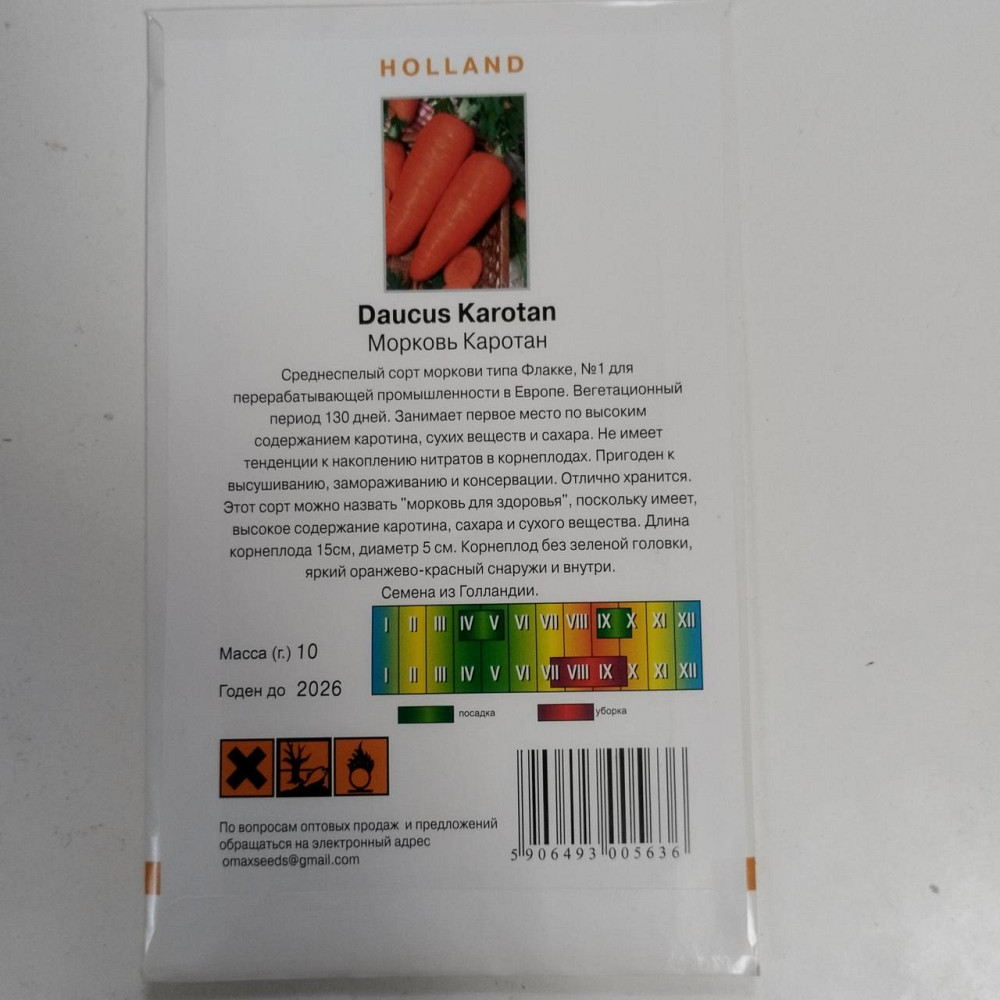 HOLLAND
Daucus Karotan
Морковь Каротан
Среднеспелый сорт моркови типа Флакке, №1 для
перерабатывающей промышленности в Европе. Вегетационный
период 130 дней. Занимает первое место по высоким
содержанием каротина, сухих веществ и сахара. Не имеет
тенденции к накоплению нитратов в корнеплодах. Пригоден к
высушиванию, замораживанию и консервации. Отлично хранится.
Этот сорт можно назвать "морковь для здоровья", поскольку имеет,
высокое содержание каротина, сахара и сухого вещества. Длина
корнеплода 15см, диаметр 5 см. Корнеплод без зеленой головки,
яркий оранжево-красный снаружи и внутри.
Семена из Голландии.
I II III IV V VI VII VIII IX X XI XII
Масса (г.) 10
I II III IV V VI VII VIII IX X XI XII
Годен до 2026
посадка уборка
По вопросам оптовых продаж и предложений
обращаться на электронный адрес
omaxseeds@gmail.com
5906493005636